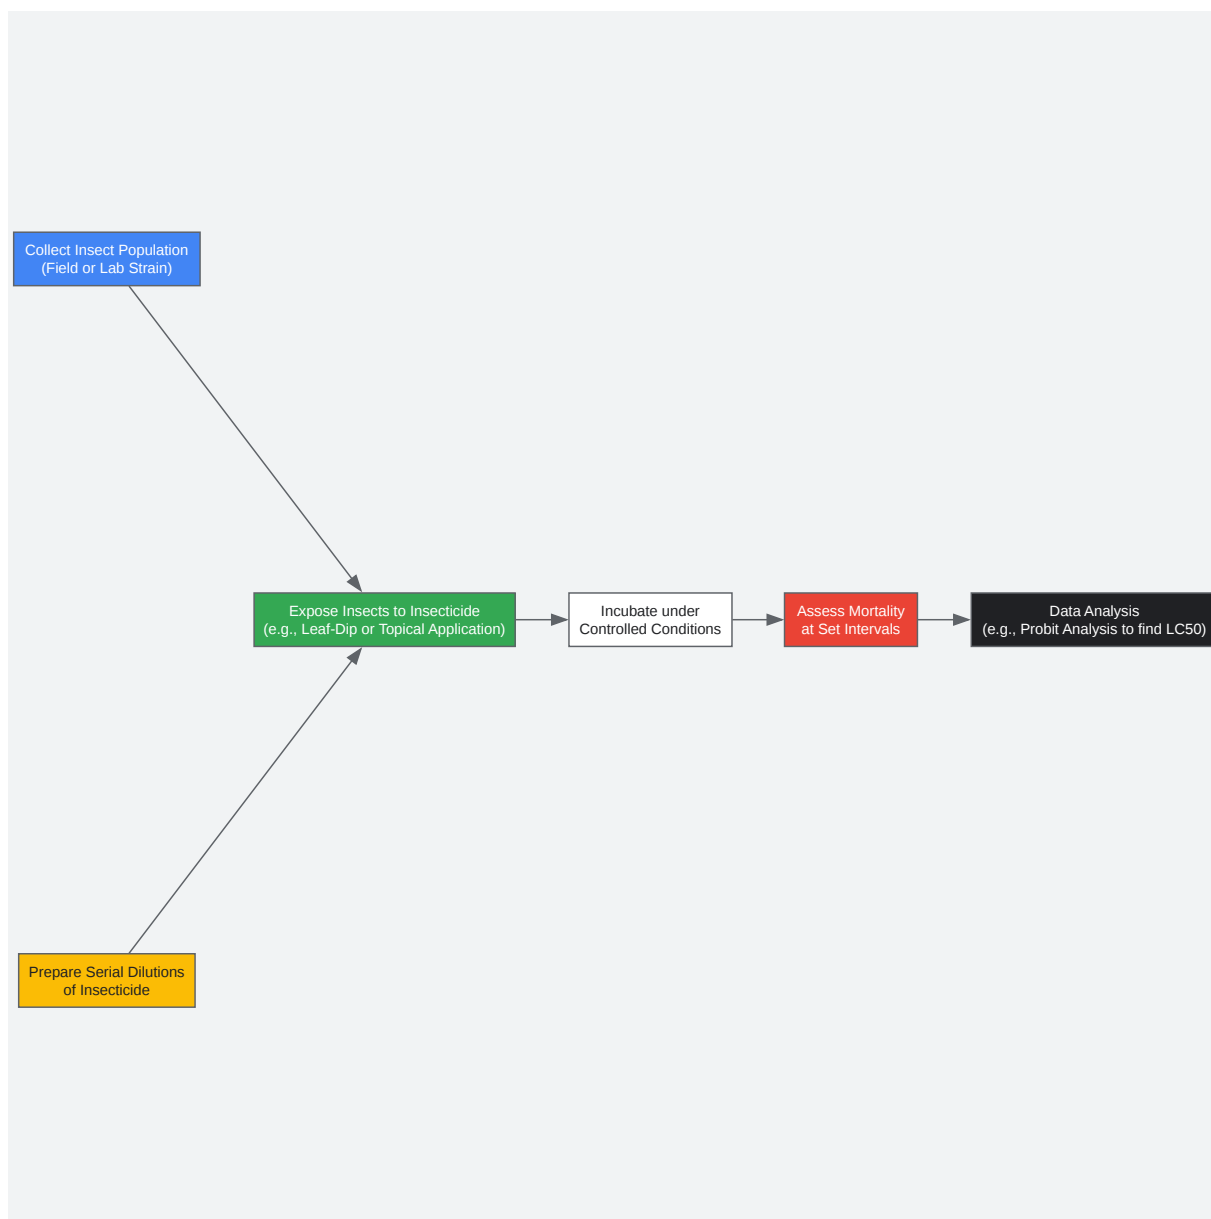 Collect Insect Population
(Field or Lab Strain)
Expose Insects to Insecticide
(e.g., Leaf-Dip or Topical Application)
Incubate under
Controlled Conditions
Assess Mortality
at Set Intervals
Data Analysis
(e.g., Probit Analysis to find LC50)
Prepare Serial Dilutions
of Insecticide